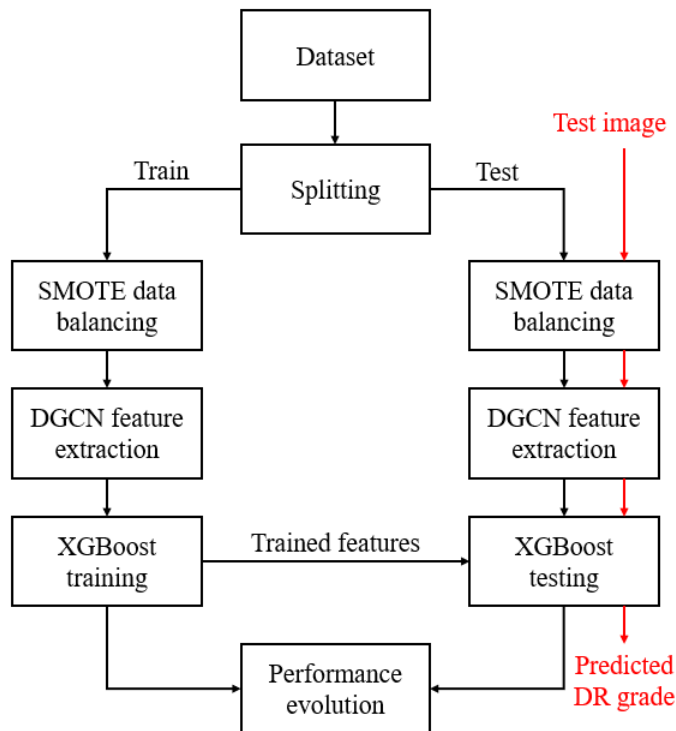 Dataset
Test image
Train
Splitting
Test
SMOTE data
balancing
SMOTE data
balancing
DGCN feature
extraction
DGCN feature
extraction
XGBoost
training
Trained features
XGBoost
testing
Performance
evolution
Predicted
DR grade